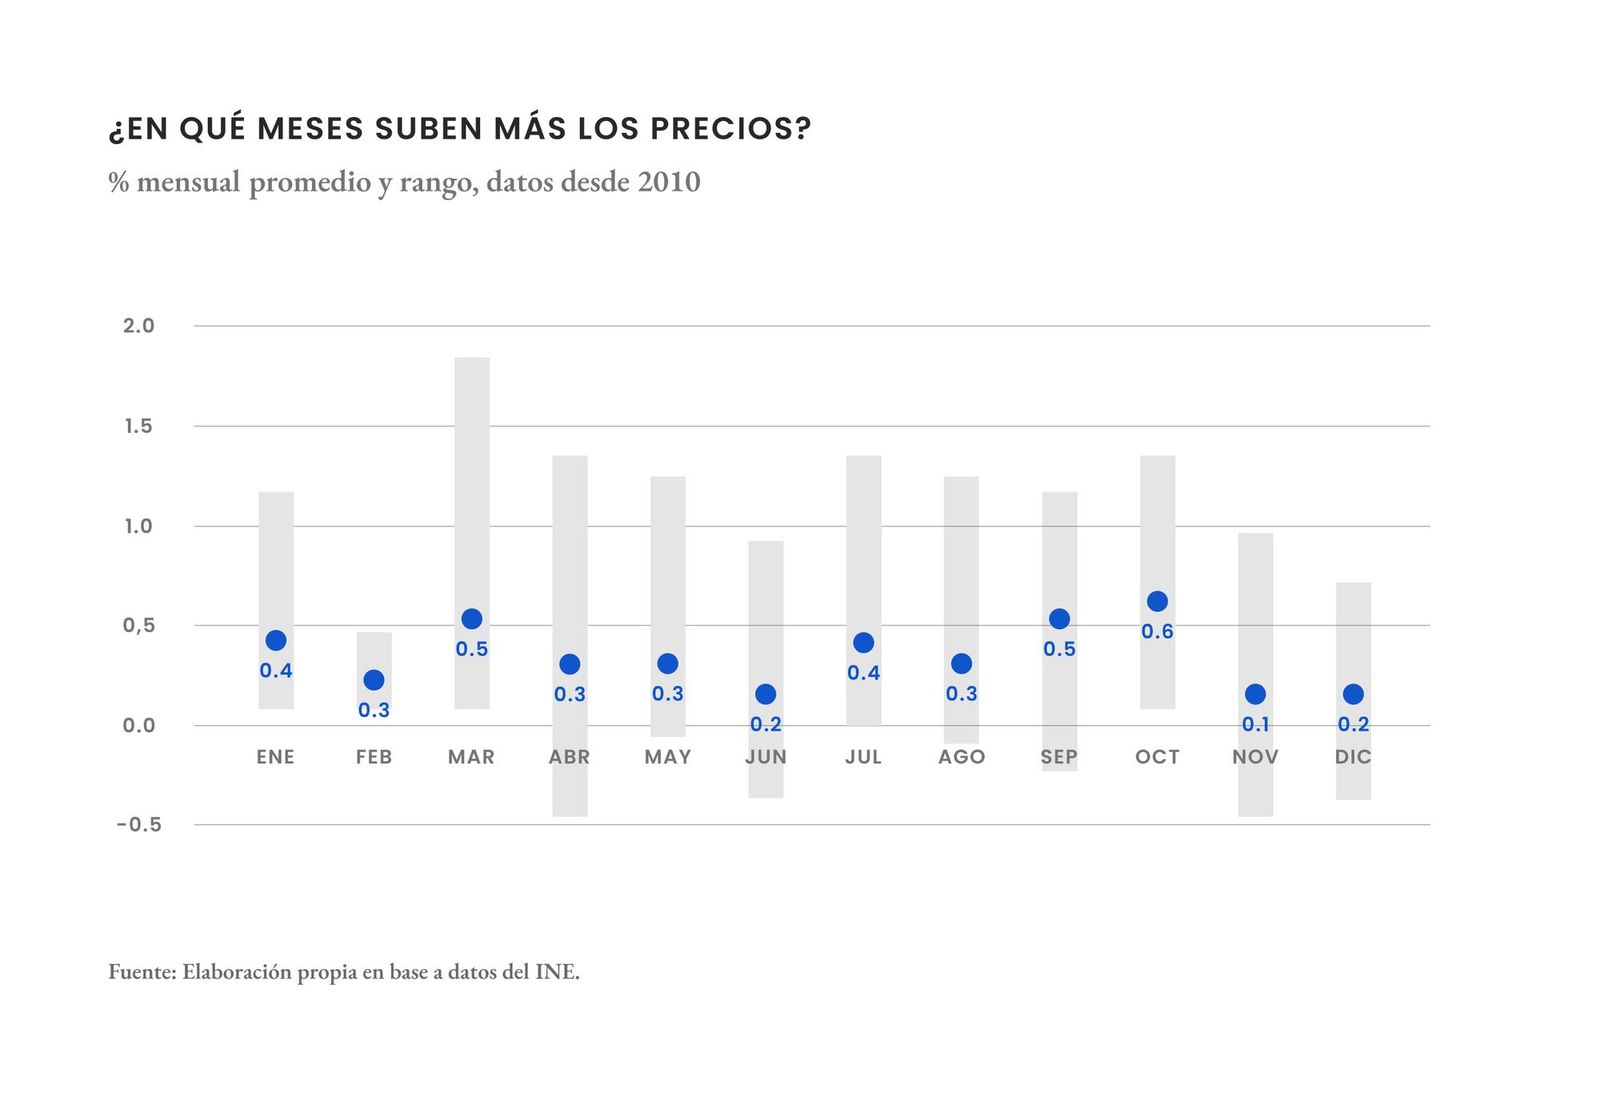 ¿EN QUÉ MESES SUBEN MÁS LOS PRECIOS?
% mensual promedio y rango, datos desde 2010
2.0
1.5
1.0
0,5
0.0
-0.5
0.4
0.3
0.5
0.3
0.3
0.2
0.4
0.3
0.5
0.6
0.1
0.2
ENE
FEB
MAR
ABR
MAY
JUN
JUL
AGO
SEP
OCT
NOV
DIC
Fuente: Elaboración propia en base a datos del INE.